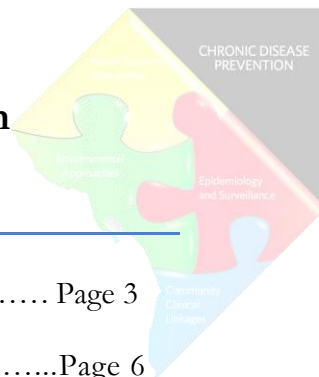 CHRONIC DISEASE
PREVENTION
n
Environmental
Approaches
Epidemiology
and Surveillance
…… Page 3
Community
Clinical
Linkages
……...Page 6